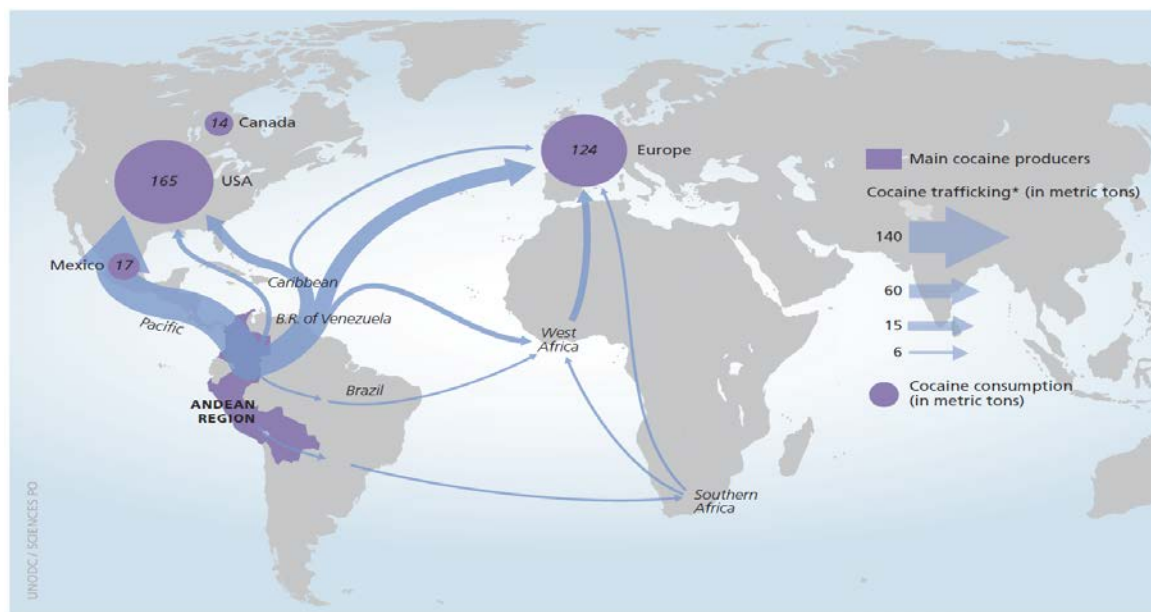 14 Canada
165 USA
124 Europe
Mexico 17
Caribbean
B.R. of Venezuela
Pacific
West
Africa
Brazil
ANDEAN
REGION
Southern
Africa
Main cocaine producers
Cocaine trafficking* (in metric tons)
140
60
15
6
Cocaine consumption
(in metric tons)
UNODC / SCIENCES PO